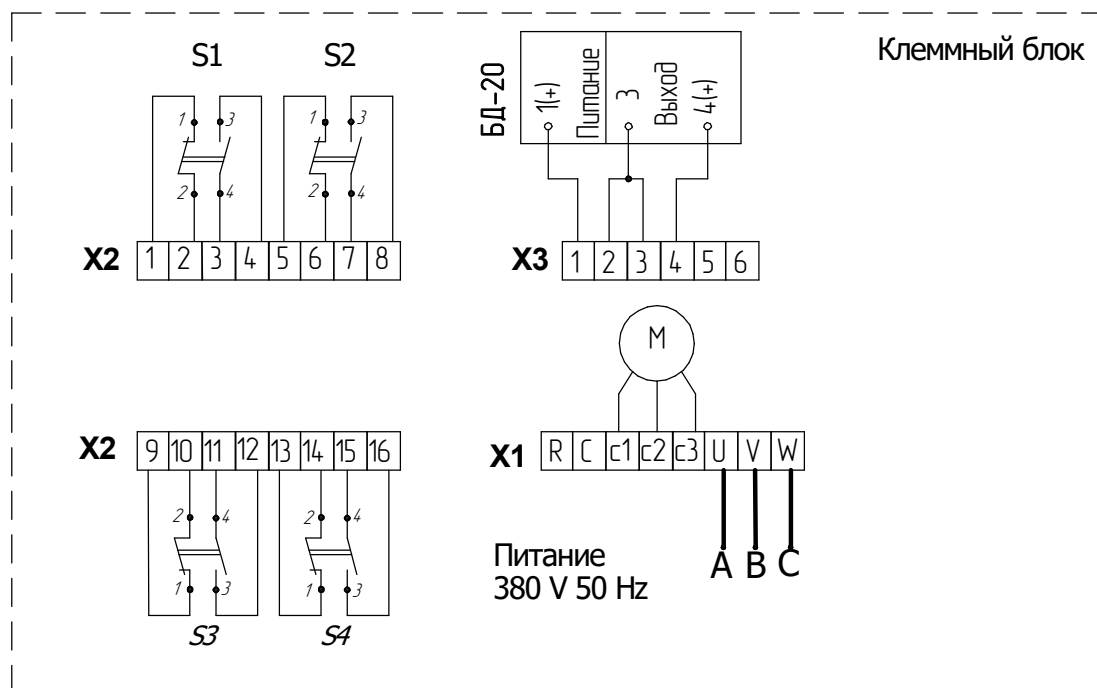 Клеммный блок
S1 S2
БД-20
1(+) Питание 3 Выход 4(+)
1 3 1 3
2 4 2 4
X2 1 2 3 4 5 6 7 8
X3 1 2 3 4 5 6
M
X2 9 10 11 12 13 14 15 16
X1 R C c1 c2 c3 U V W
2 4 2 4
1 3 1 3
S3 S4
Питание
380 V 50 Hz
A B C